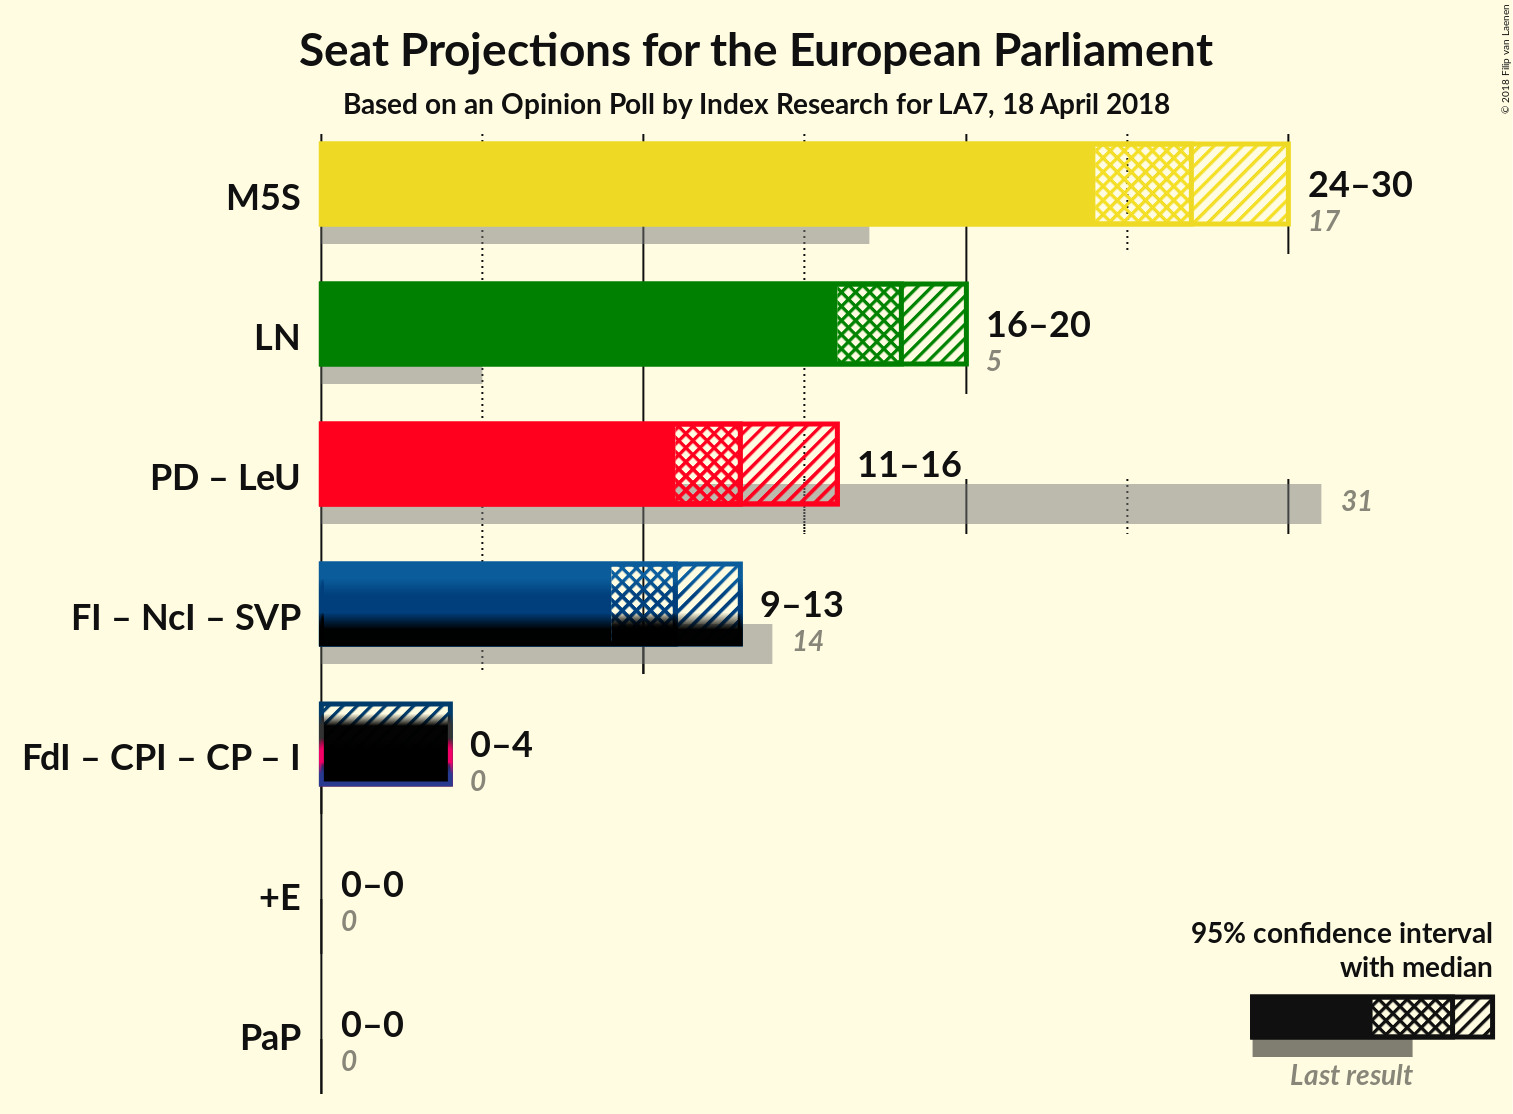 Seat Projections for the European Parliament
Based on an Opinion Poll by Index Research for LA7, 18 April 2018
© 2018 Filip van Laenen
M5S
24–30
17
LN
16–20
5
PD – LeU
11–16
31
FI – NcI – SVP
9–13
14
FdI – CPI – CP – I
0–4
0
+E
0–0
0
PaP
0–0
0
95% confidence interval
with median
Last result